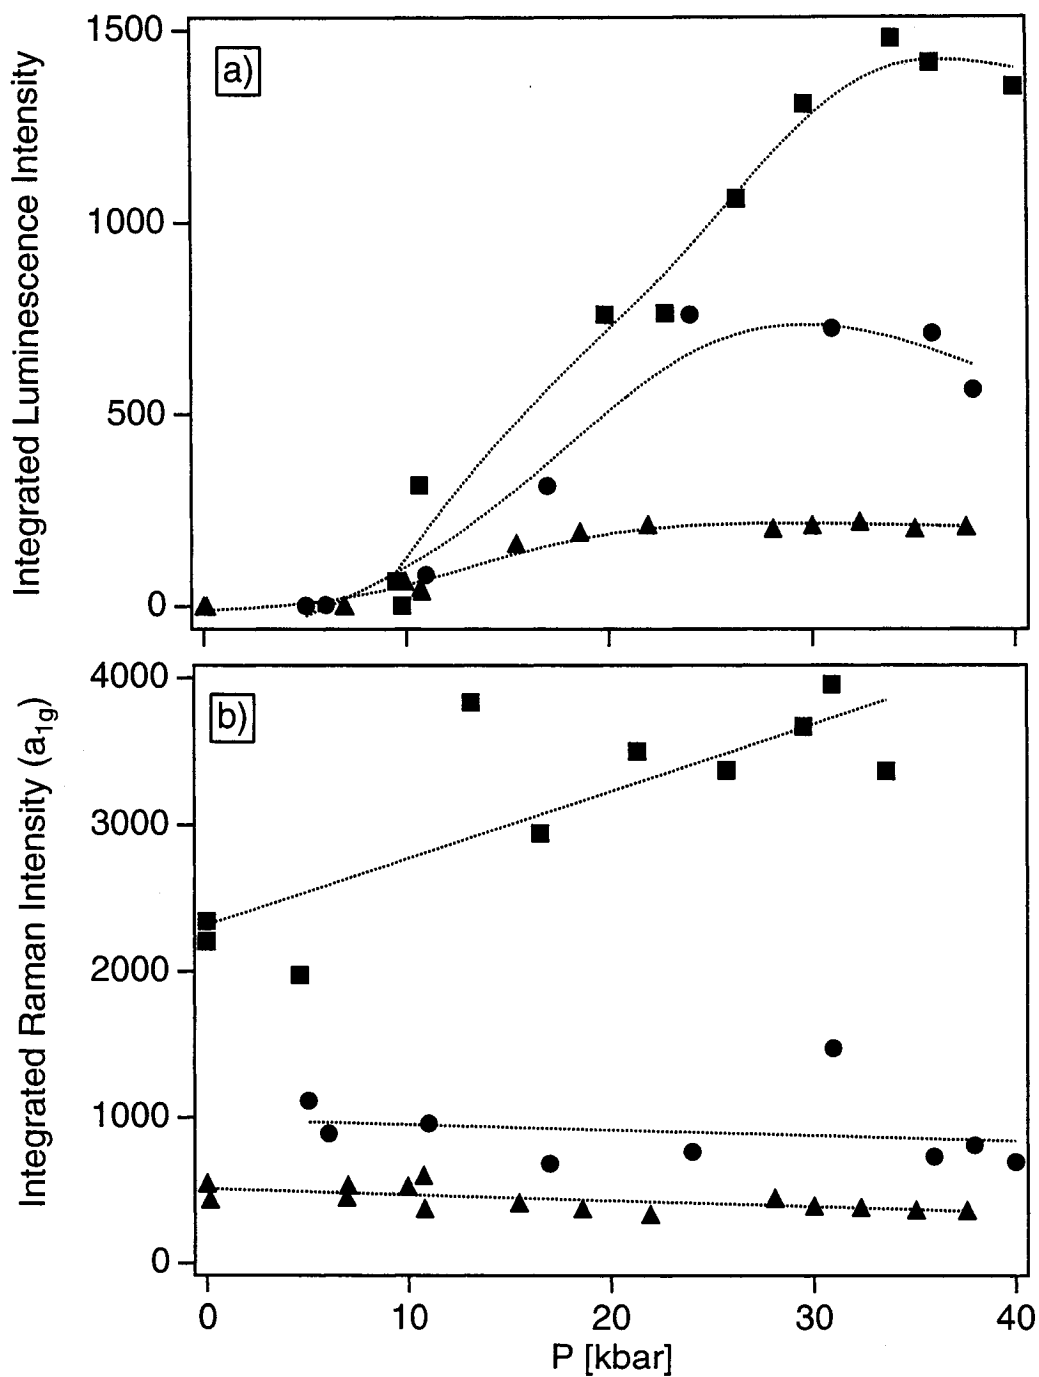 a)
Integrated Luminescence Intensity
1500
1000
500
0
b)
Integrated Raman Intensity (a1g)
4000
3000
2000
1000
0
0 10 20 30 40
P [kbar]